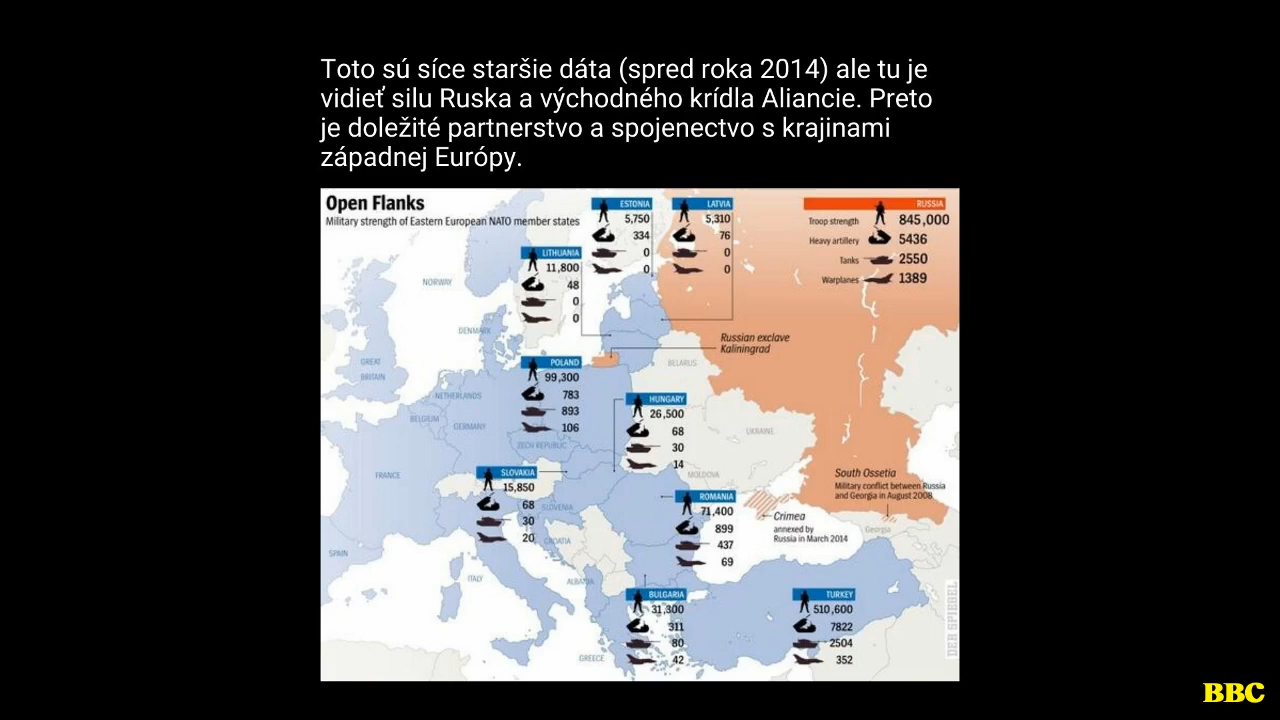 Toto sú síce staršie dáta (spred roka 2014) ale tu je
vidieť silu Ruska a východného krídla Aliancie. Preto
je doležité partnerstvo a spojenectvo s krajinami
západnej Európy.
Open Flanks
Military strength of Eastern European NATO member states
ESTONIA
5,750
334
0
0
LATVIA
5,310
76
0
0
RUSSIA
Troop strength 845,000
Heavy artillery 5436
Tanks 2550
Warplanes 1389
LITHUANIA
11,800
48
0
0
NORWAY
DENMARK
Russian exclave
Kaliningrad
GREAT
BRITAIN
BELARUS
POLAND
99,300
783
893
106
NETHERLANDS
BELGIUM
GERMANY
ZECH REPUBLIC
HUNGARY
26,500
68
30
14
UKRAINE
MOLDOVA
FRANCE
SLOVAKIA
15,850
68
30
20
SLOVENIA
CROATIA
South Ossetia
Military conflict between Russia
and Georgia in August 2008
Georgia
ROMANIA
71,400
899
437
69
Crimea
annexed by
Russia in March 2014
SPAIN
ITALY
ALBANIA
BULGARIA
31,300
311
80
42
GREECE
TURKEY
510,600
7822
2504
352
DER SPIEGEL
BBC